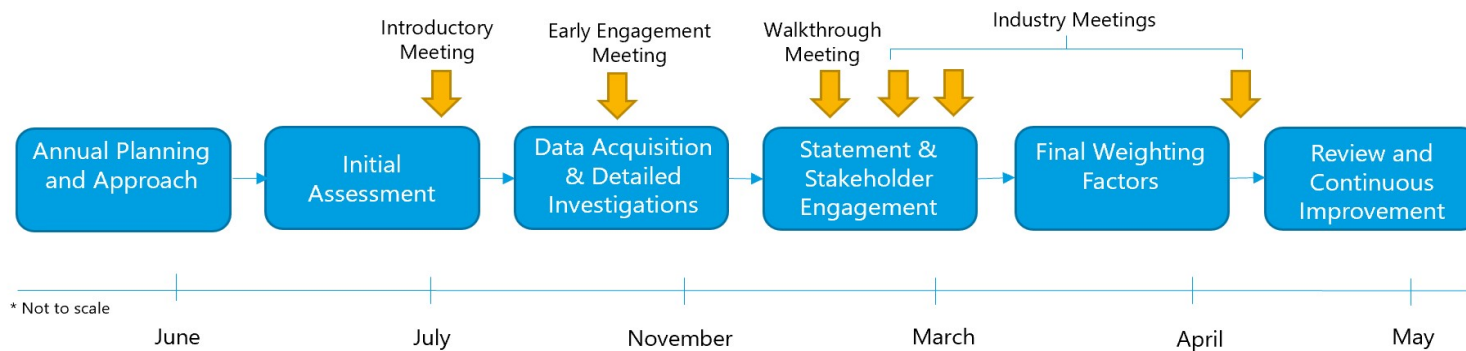 Introductory
Meeting
Early Engagement
Meeting
Walkthrough
Meeting
Industry Meetings
Annual Planning
and Approach
Initial
Assessment
Data Acquisition
& Detailed
Investigations
Statement &
Stakeholder
Engagement
Final Weighting
Factors
Review and
Continuous
Improvement
* Not to scale
June
July
November
March
April
May